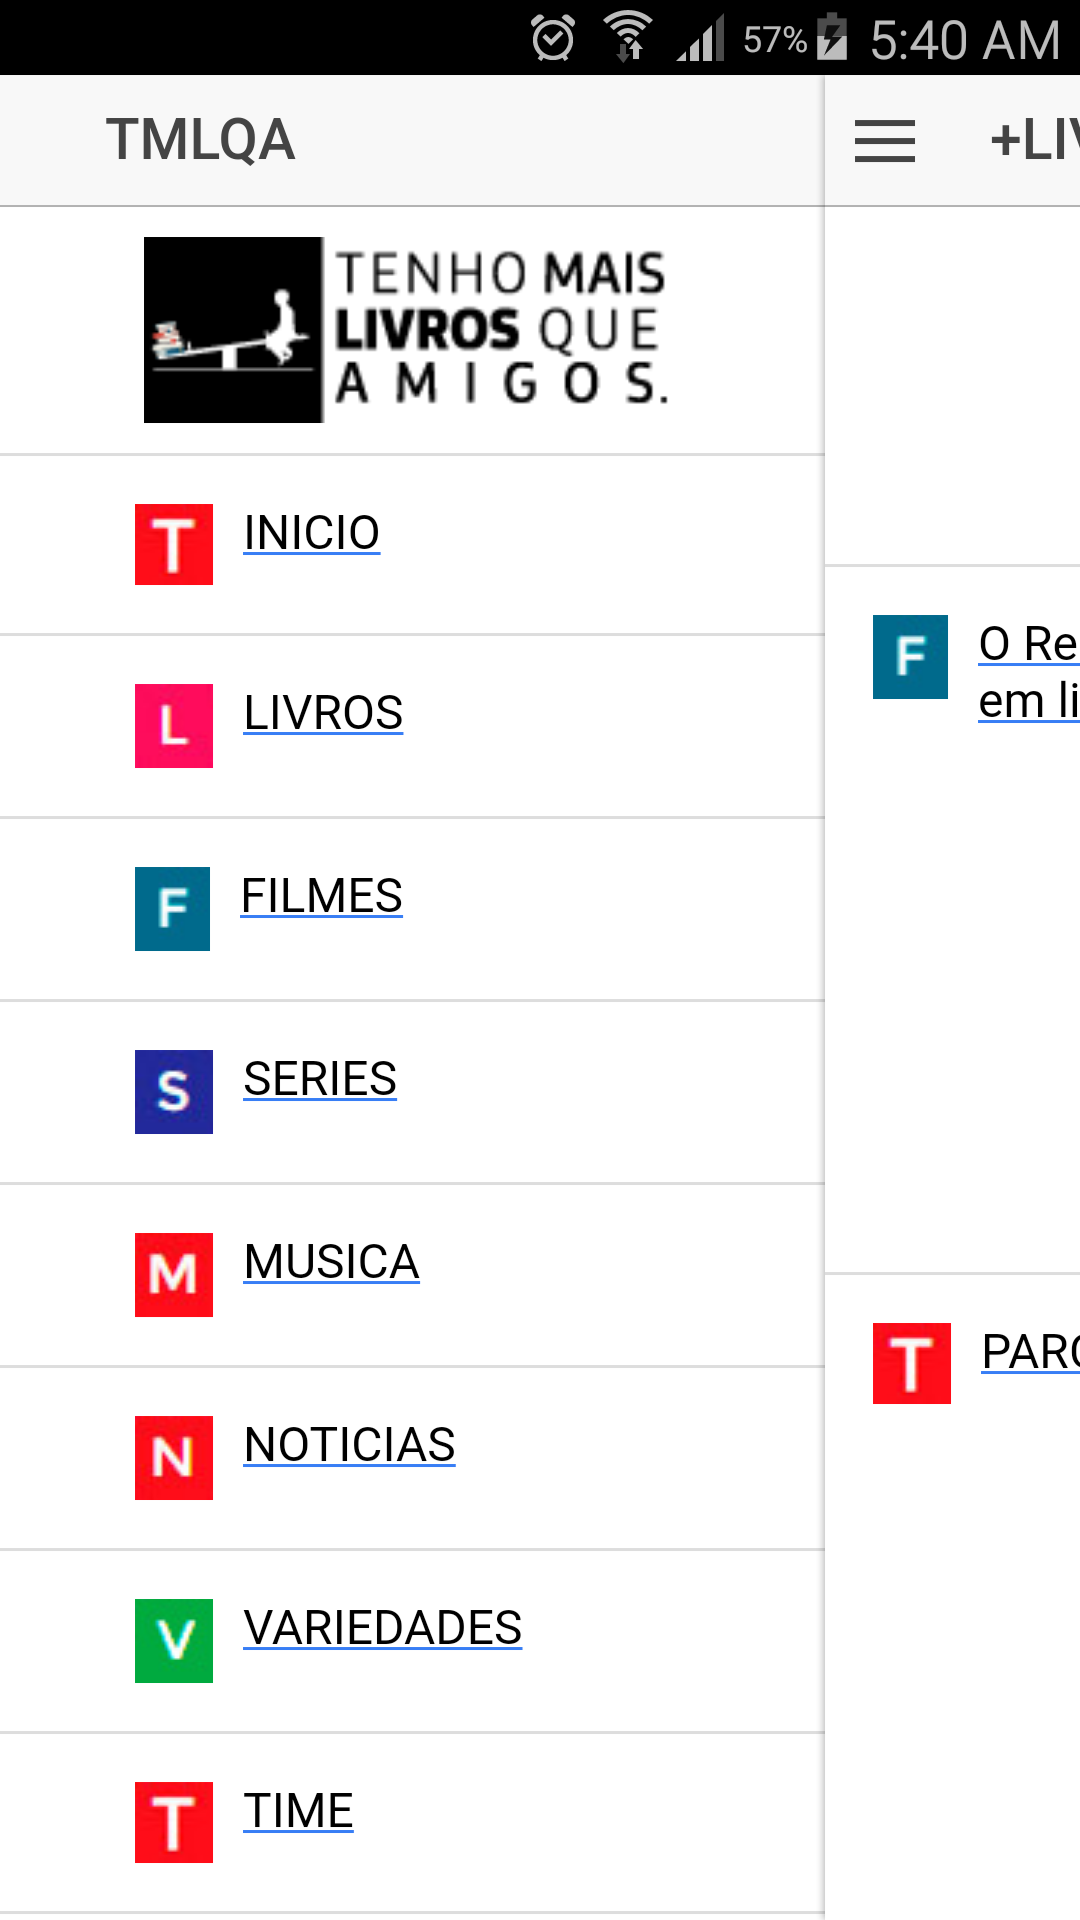 57% 5:40 AM
TMLQA
+LIV
TENHO MAIS
LIVROS QUE
AMIGOS.
T INICIO
L LIVROS
F FILMES
S SERIES
M MUSICA
N NOTICIAS
V VARIEDADES
T TIME
F O Re
em li
T PARC